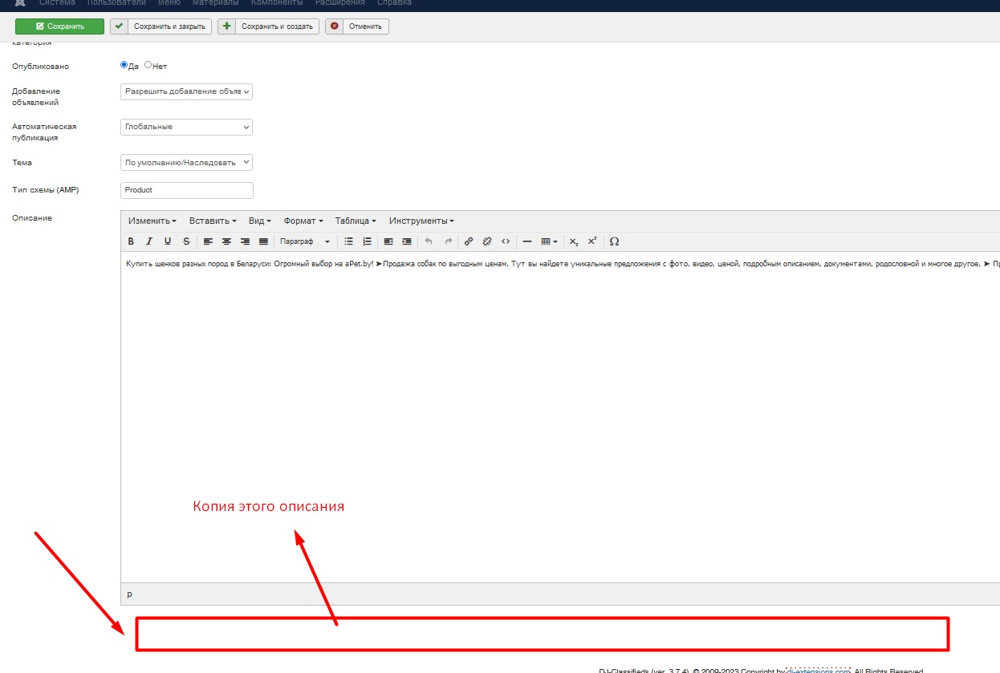 Система Пользователи Меню Материалы Компоненты Расширения Справка
Сохранить Сохранить и закрыть Сохранить и создать Отменить
категория
Опубликовано Да Нет
Добавление объявлений Разрешить добавление объяв
Автоматическая публикация Глобальные
Тема По умолчанию/Наследовать
Тип схемы (AMP) Product
Описание Изменить Вставить Вид Формат Таблица Инструменты
B I U S Параграф
Купить щенков разных пород в Беларуси: Огромный выбор на aPet.by! ➤Продажа собак по выгодным ценам. Тут вы найдете уникальные предложения с фото, видео, ценой, подробным описанием, документами, родословной и многое другое. ➤ Пр
Копия этого описания
p
DJ-Classifieds (ver. 3.7.4), © 2009-2023 Copyright by dj-extensions.com, All Rights Reserved.